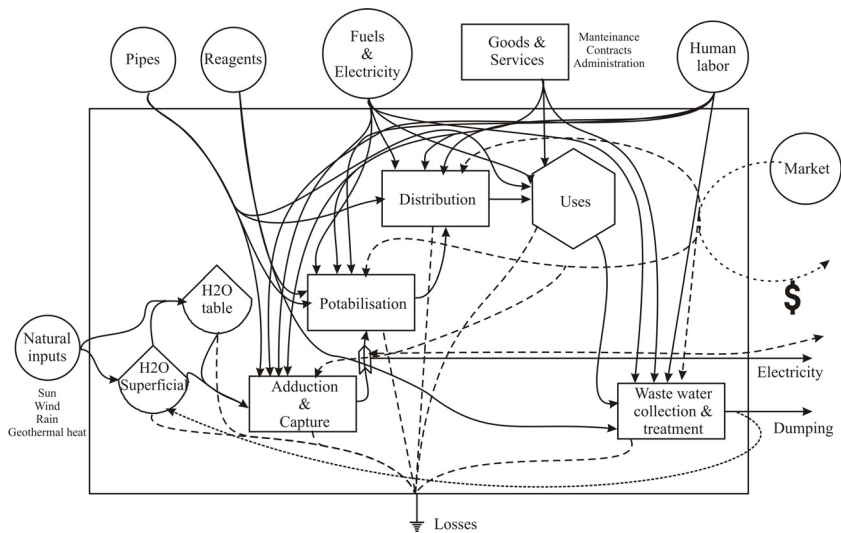 Pipes
Reagents
Fuels
&
Electricity
Goods &
Services
Manteinance
Contracts
Administration
Human
labor
Market
Distribution
Uses
H2O
table
Potabilisation
$
Natural
inputs
H2O
Superficial
Sun
Wind
Rain
Geothermal heat
Adduction
&
Capture
Electricity
Waste water
collection &
treatment
Dumping
Losses